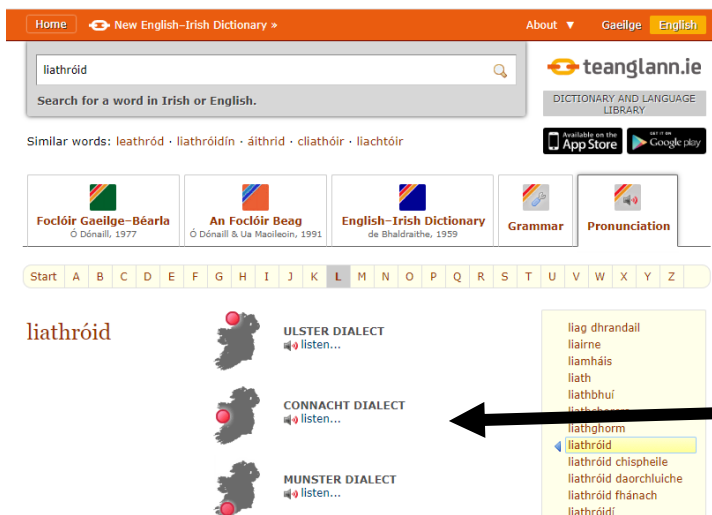 Home New English–Irish Dictionary » About ▼ Gaeilge English
liathróid
Search for a word in Irish or English.
teanglann.ie
DICTIONARY AND LANGUAGE
LIBRARY
Similar words: leathród · liathróidín · áithrid · cliathóir · liachtóir
Available on the App Store
GET IT ON Google play
Foclóir Gaeilge–Béarla
Ó Dónaill, 1977
An Foclóir Beag
Ó Dónaill & Ua Maoileoin, 1991
English–Irish Dictionary
de Bhaldraithe, 1959
Grammar
Pronunciation
Start A B C D E F G H I J K L M N O P Q R S T U V W X Y Z
liathróid
ULSTER DIALECT
listen...
CONNACHT DIALECT
listen...
MUNSTER DIALECT
listen...
liag dhrandail
liairne
liamháis
liath
liathbhuí
liathghorm
liathróid
liathróid chispheile
liathróid daorchluiche
liathróid fhánach
liathróidí